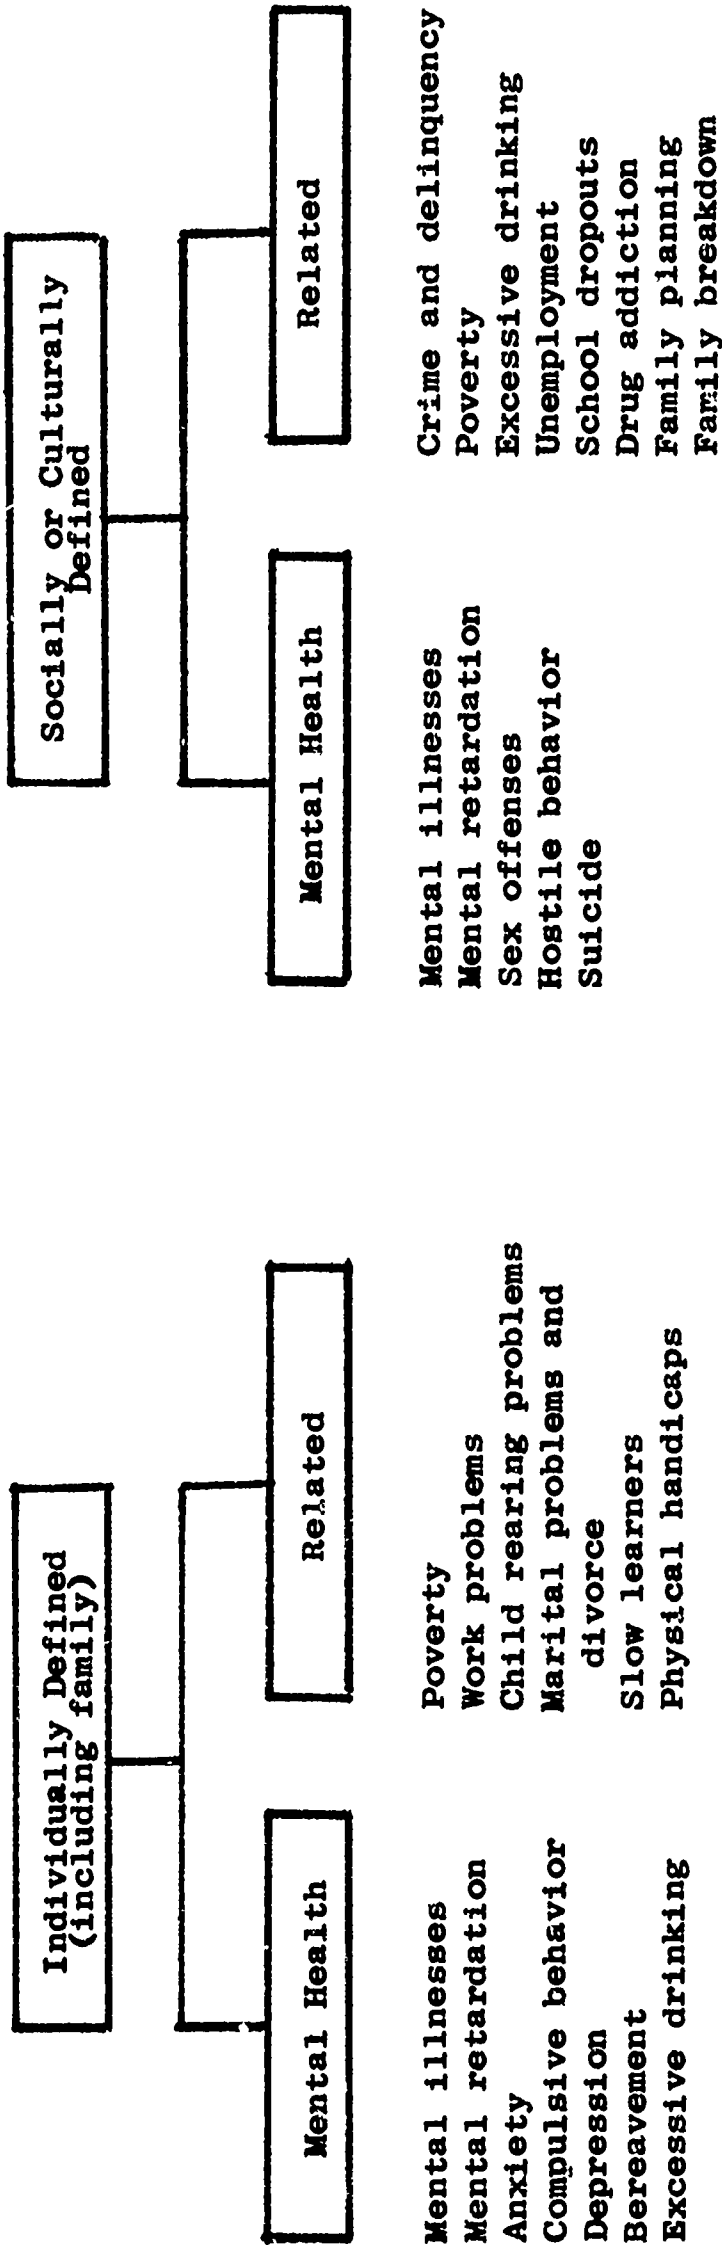 Individually Defined
(including family)
Mental Health
Mental illnesses
Mental retardation
Anxiety
Compulsive behavior
Depression
Bereavement
Excessive drinking
Related
Poverty
Work problems
Child rearing problems
Marital problems and
divorce
Slow learners
Physical handicaps
Socially or Culturally
Defined
Mental Health
Mental illnesses
Mental retardation
Sex offenses
Hostile behavior
Suicide
Related
Crime and delinquency
Poverty
Excessive drinking
Unemployment
School dropouts
Drug addiction
Family planning
Family breakdown